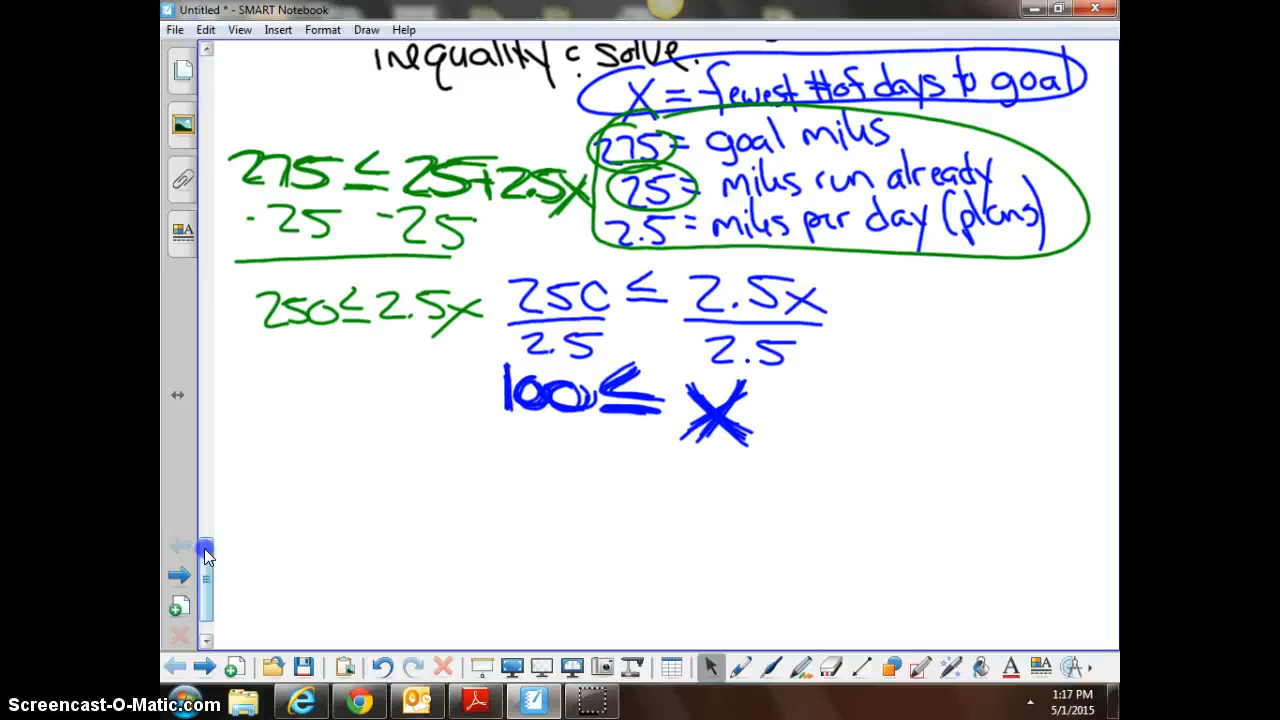 Untitled * - SMART Notebook
File Edit View Insert Format Draw Help
inequality & solve.
x = fewest # of days to goal
275 = goal miles
25 = miles run already
2.5 = miles per day (plans)
275 ≤ 25+2.5x
-25 -25
250 ≤ 2.5x
250 ≤ 2.5x
2.5 2.5
100 ≤ x
1:17 PM
5/1/2015
Screencast-O-Matic.com